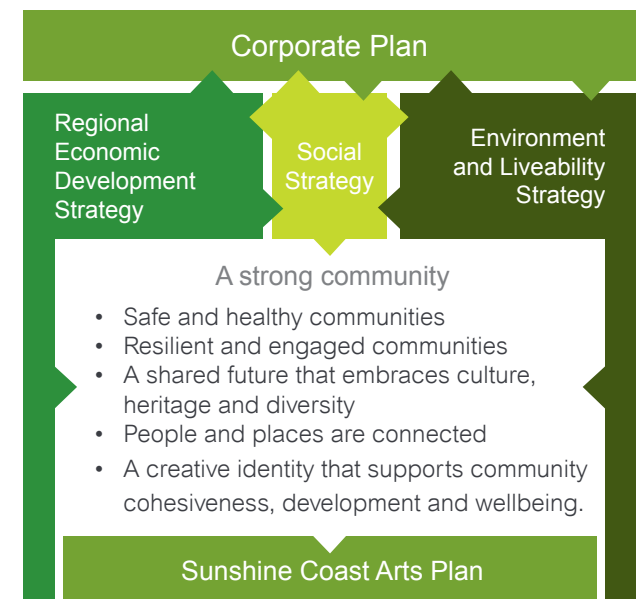 Corporate Plan
Regional
Economic
Development
Strategy
Social
Strategy
Environment
and Liveability
Strategy
A strong community
• Safe and healthy communities
• Resilient and engaged communities
• A shared future that embraces culture,
heritage and diversity
• People and places are connected
• A creative identity that supports community
cohesiveness, development and wellbeing.
Sunshine Coast Arts Plan